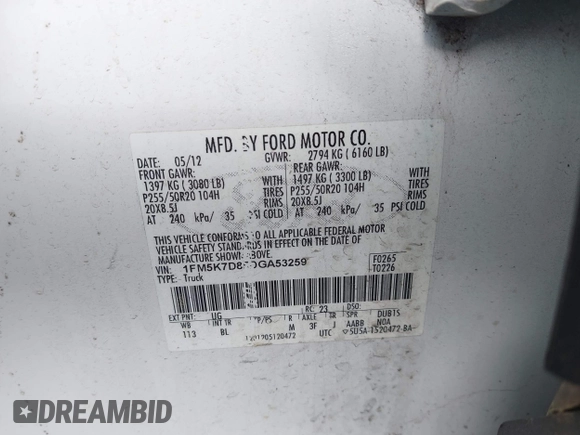 MFD. BY FORD MOTOR CO.
DATE: 05/12 GVWR: 2794 KG ( 6160 LB)
FRONT GAWR: REAR GAWR:
1397 KG ( 3080 LB) 1497 KG ( 3300 LB)
P255/50R20 104H TIRES P255/50R20 104H TIRES
20X8.5J RIMS 20X8.5J RIMS
AT 240 kPa/ 35 PSI COLD AT 240 kPa/ 35 PSI COLD
THIS VEHICLE CONFORMS TO ALL APPLICABLE FEDERAL MOTOR
VEHICLE SAFETY STANDARDS IN EFFECT ON THE DATE OF
MANUFACTURE SHOWN ABOVE.
F0265
TYPE: Truck T0226
EXT PNT: UG RC: 23 DSO:
WB INT TR TP/PS R AXLE TR SPR DUB1S
113 BL M 3F J AABB NOA
UTC
DREAMBID